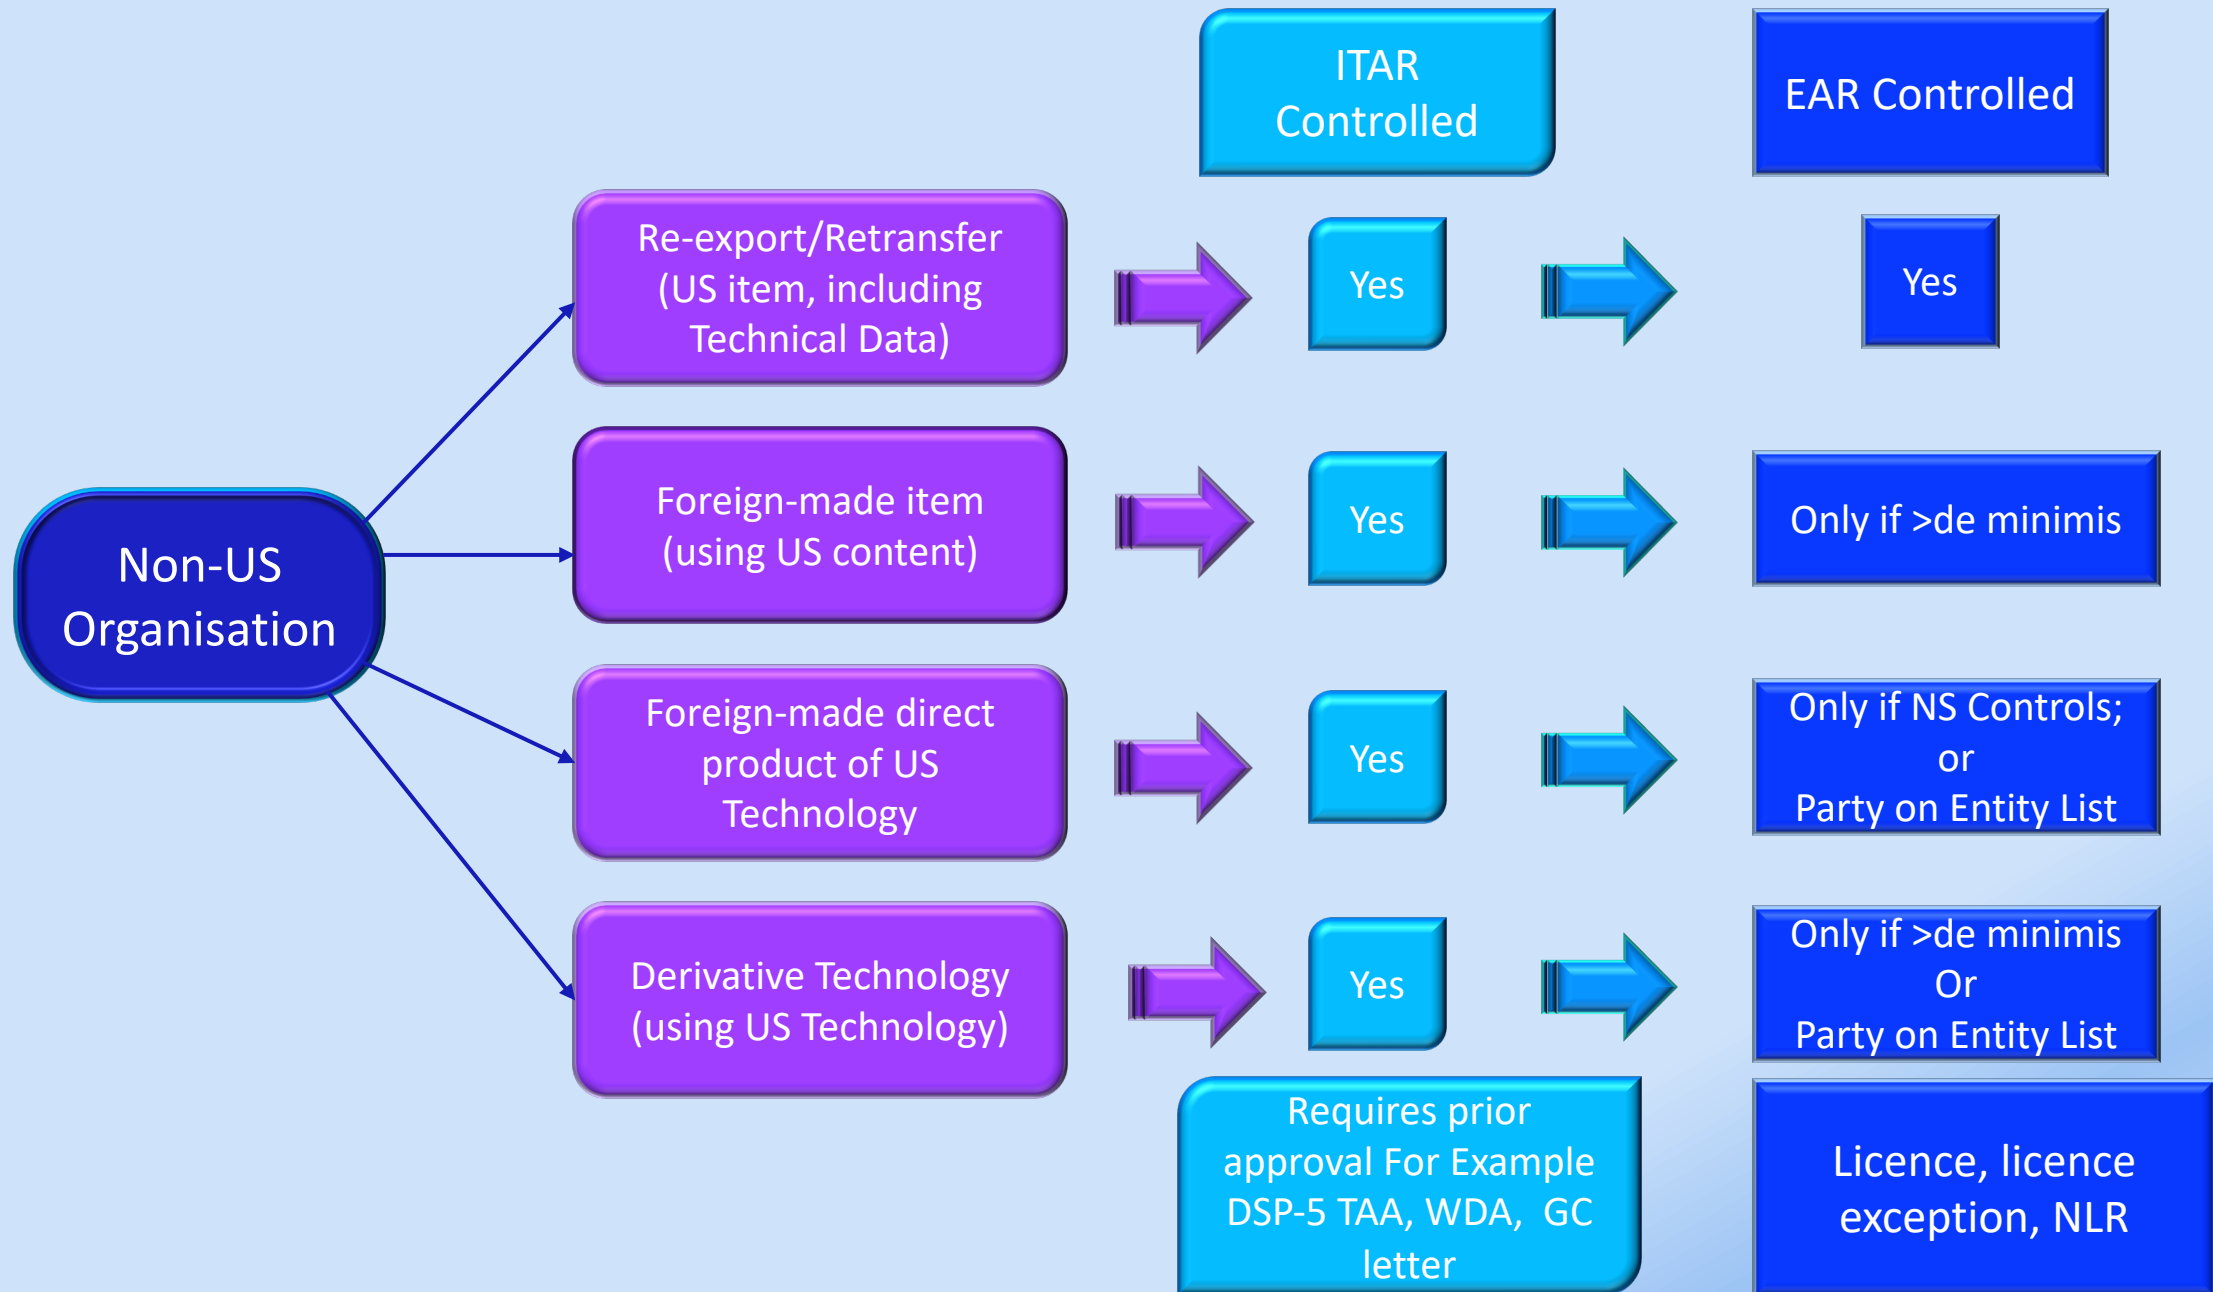 ITAR
Controlled
EAR Controlled
Re-export/Retransfer
(US item, including
Technical Data)
Yes
Yes
Foreign-made item
(using US content)
Yes
Only if >de minimis
Non-US
Organisation
Foreign-made direct
product of US
Technology
Yes
Only if NS Controls;
or
Party on Entity List
Derivative Technology
(using US Technology)
Yes
Only if >de minimis
Or
Party on Entity List
Requires prior
approval For Example
DSP-5 TAA, WDA, GC
letter
Licence, licence
exception, NLR